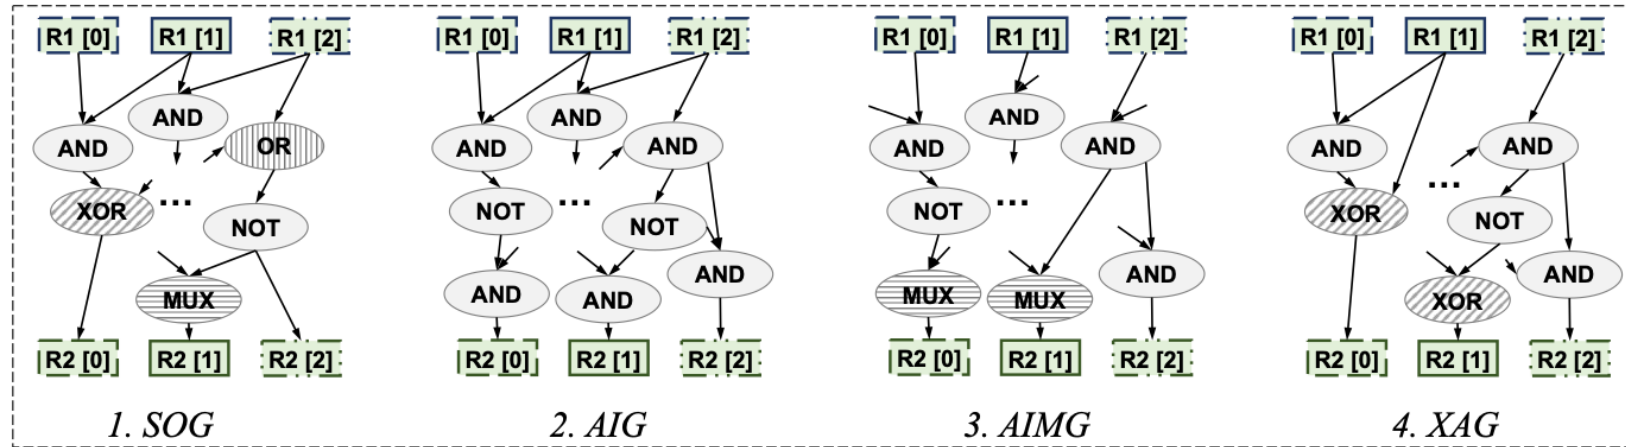 R1 [0] R1 [1] R1 [2] R1 [0] R1 [1] R1 [2] R1 [0] R1 [1] R1 [2] R1 [0] R1 [1] R1 [2]
AND AND AND AND
AND OR AND AND AND AND AND AND
XOR ... NOT ... NOT ... XOR ...
NOT NOT NOT
AND AND AND
MUX AND AND MUX MUX XOR
R2 [0] R2 [1] R2 [2] R2 [0] R2 [1] R2 [2] R2 [0] R2 [1] R2 [2] R2 [0] R2 [1] R2 [2]
1. SOG 2. AIG 3. AIMG 4. XAG